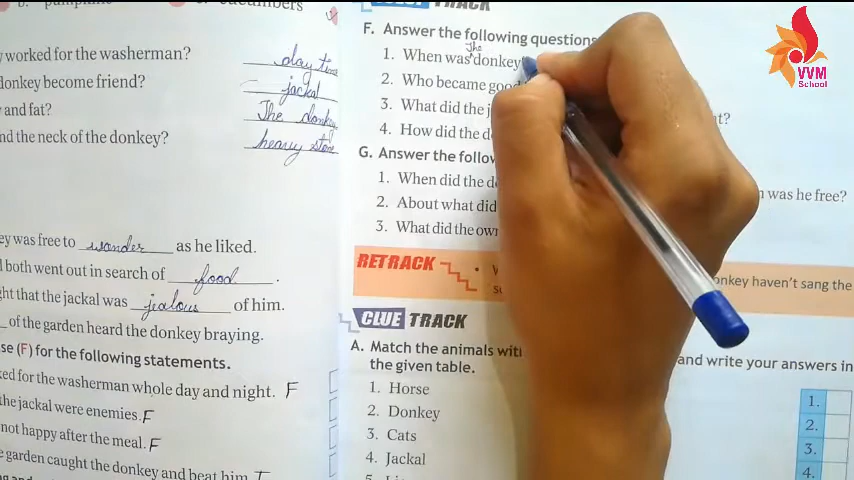 worked for the washerman? day time
donkey become friend? jackal
and fat? The donkey
nd the neck of the donkey? heavy stone
ey was free to wander as he liked.
both went out in search of food.
ght that the jackal was jealous of him.
of the garden heard the donkey braying.
se (F) for the following statements.
ked for the washerman whole day and night. F
the jackal were enemies. F
not happy after the meal. F
e garden caught the donkey and beat him T
TRACK
F. Answer the following questions
1. When was The donkey
2. Who became good
3. What did the j
4. How did the d
G. Answer the follow
1. When did the d
was he free?
2. About what did
3. What did the own
RETRACK
onkey haven't sang the
CLUE TRACK
A. Match the animals with
and write your answers in
the given table.
1. Horse
2. Donkey
3. Cats
4. Jackal
5.
1.
2.
3.
4.
VVM
School